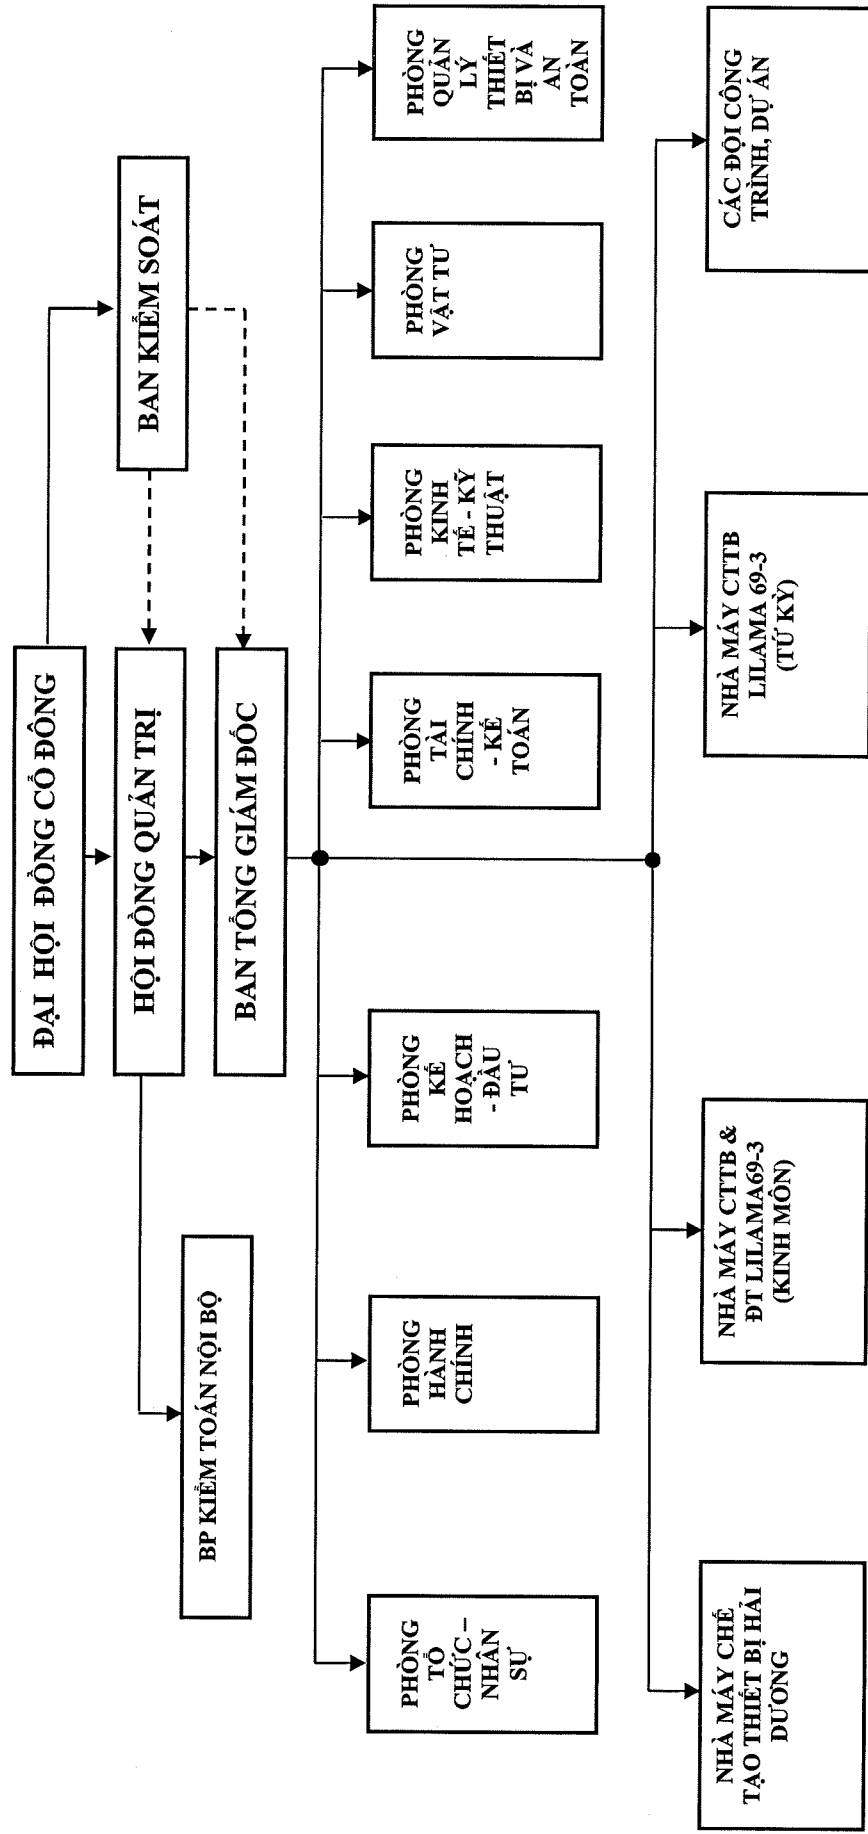 ĐẠI HỘI ĐỒNG CỔ ĐÔNG
HỘI ĐỒNG QUẢN TRỊ
BAN KIỂM SOÁT
BP KIỂM TOÁN NỘI BỘ
BAN TỔNG GIÁM ĐỐC
PHÒNG
TỔ
CHỨC –
NHÂN
SỰ
PHÒNG
HÀNH
CHÍNH
PHÒNG
KẾ
HOẠCH
- ĐẦU
TƯ
PHÒNG
TÀI
CHÍNH
- KẾ
TOÁN
PHÒNG
KINH
TẾ - KỸ
THUẬT
PHÒNG
VẬT TƯ
PHÒNG
QUẢN
LÝ
THIẾT
BỊ VÀ
AN
TOÀN
NHÀ MÁY CHẾ
TẠO THIẾT BỊ HẢI
DƯƠNG
NHÀ MÁY CTTB &
ĐT LILAMA69-3
(KINH MÔN)
NHÀ MÁY CTTB
LILAMA 69-3
(TỨ KỲ)
CÁC ĐỘI CÔNG
TRÌNH, DỰ ÁN